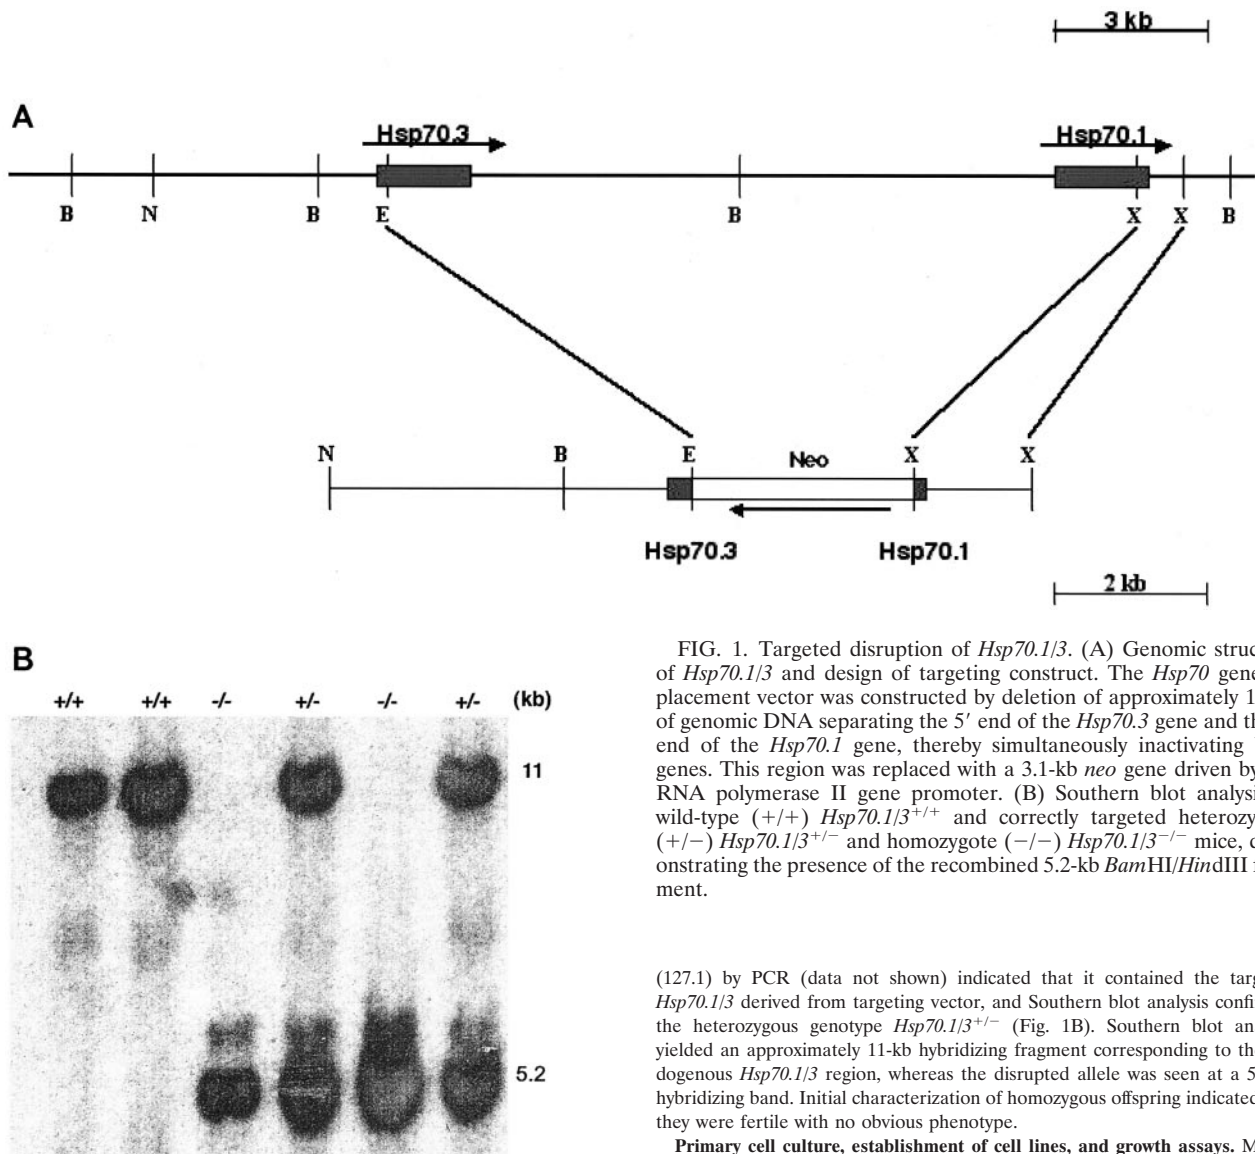 3 kb
A
Hsp70.3 Hsp70.1
B N B E B X X B
N B E Neo X X
Hsp70.3 Hsp70.1
2 kb
B
+/+ +/+ -/- +/- -/- +/- (kb)
11
5.2
FIG. 1. Targeted disruption of Hsp70.1/3. (A) Genomic struc
of Hsp70.1/3 and design of targeting construct. The Hsp70 gene
placement vector was constructed by deletion of approximately 1
of genomic DNA separating the 5′ end of the Hsp70.3 gene and th
end of the Hsp70.1 gene, thereby simultaneously inactivating
genes. This region was replaced with a 3.1-kb neo gene driven by
RNA polymerase II gene promoter. (B) Southern blot analysi
wild-type (+/+) Hsp70.1/3+/+ and correctly targeted heterozy
(+/−) Hsp70.1/3+/− and homozygote (−/−) Hsp70.1/3−/− mice, d
onstrating the presence of the recombined 5.2-kb BamHI/HindIII f
ment.
(127.1) by PCR (data not shown) indicated that it contained the targ
Hsp70.1/3 derived from targeting vector, and Southern blot analysis confi
the heterozygous genotype Hsp70.1/3+/− (Fig. 1B). Southern blot an
yielded an approximately 11-kb hybridizing fragment corresponding to th
dogenous Hsp70.1/3 region, whereas the disrupted allele was seen at a 5
hybridizing band. Initial characterization of homozygous offspring indicated
they were fertile with no obvious phenotype.
Primary cell culture, establishment of cell lines, and growth assays. M